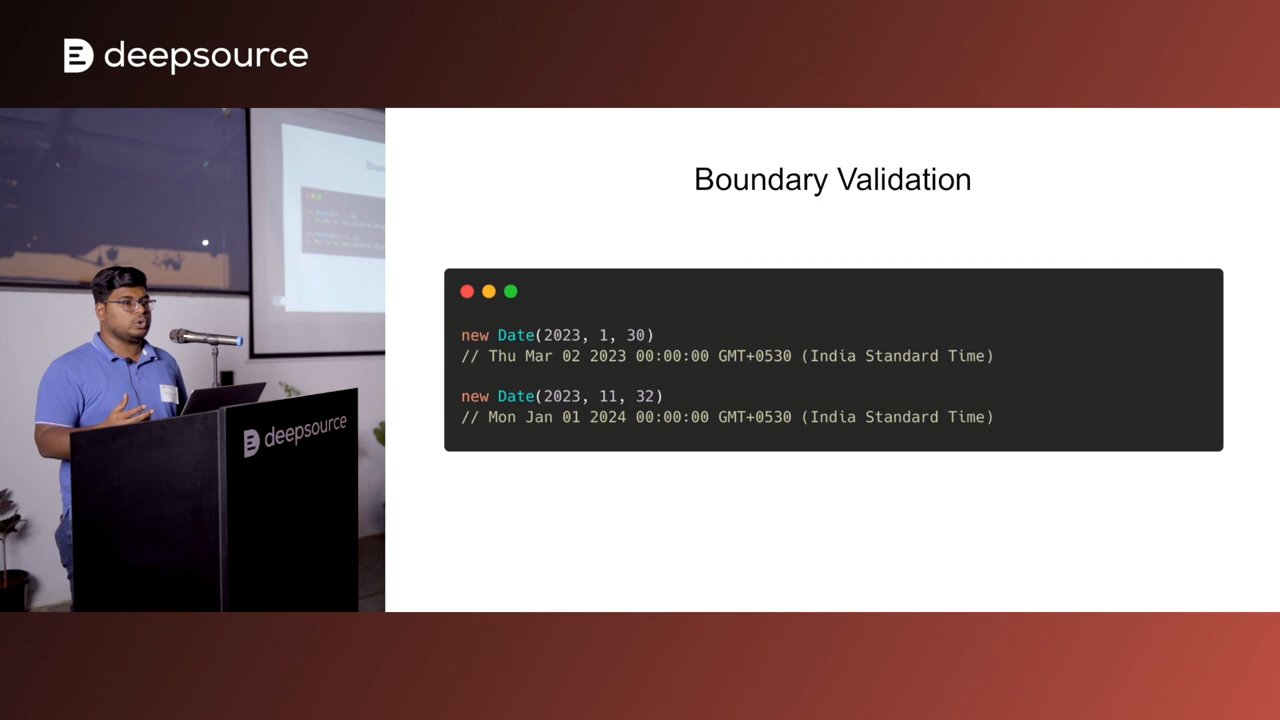 deepsource
Boundary Validation
new Date(2023, 1, 30)
// Thu Mar 02 2023 00:00:00 GMT+0530 (India Standard Time)
new Date(2023, 11, 32)
// Mon Jan 01 2024 00:00:00 GMT+0530 (India Standard Time)
deepsource